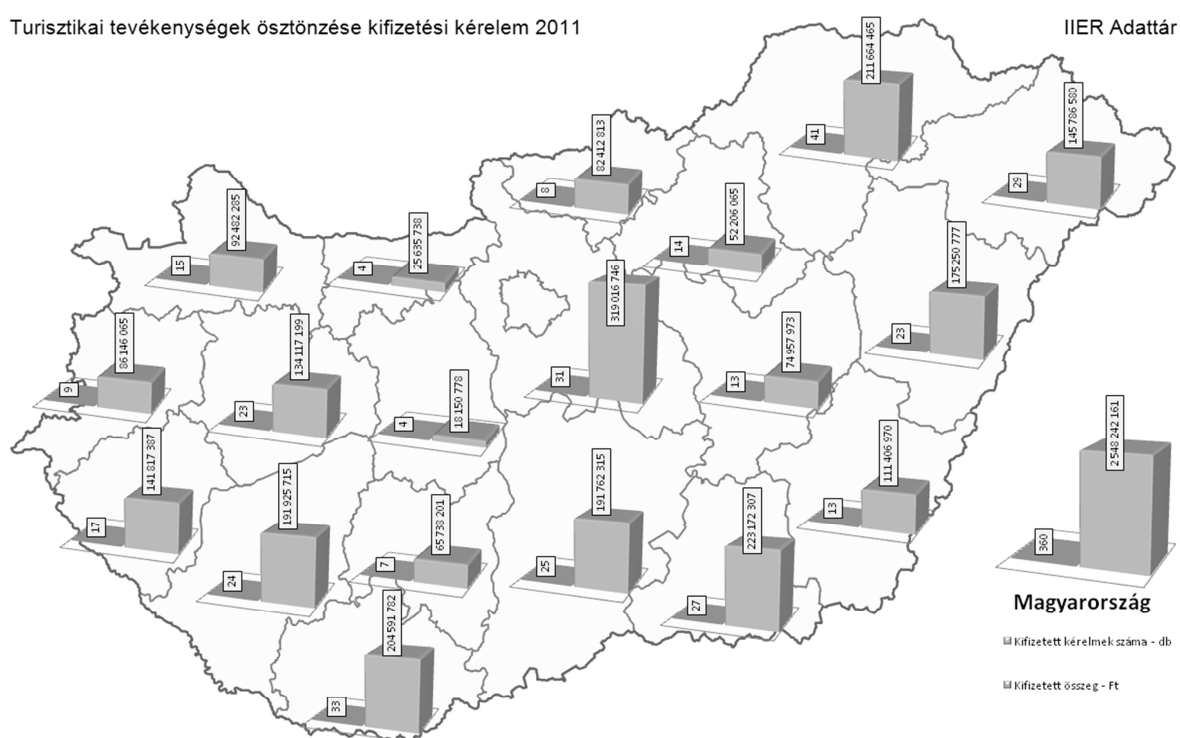 Turisztikai tevékenységek ösztönzése kifizetési kérelem 2011
IIER Adattár
41
211 664 465
29
145 786 580
8
82 412 813
15
92 482 285
4
25 635 738
14
52 206 065
31
319 016 746
23
175 250 777
9
86 146 065
23
134 117 199
4
18 150 778
13
74 957 973
17
141 817 387
24
191 925 715
7
65 738 201
25
191 762 315
27
223 172 307
13
111 406 970
33
204 591 782
360
2 548 242 161
Magyarország
Kifizetett kérelmek száma - db
Kifizetett összeg - Ft